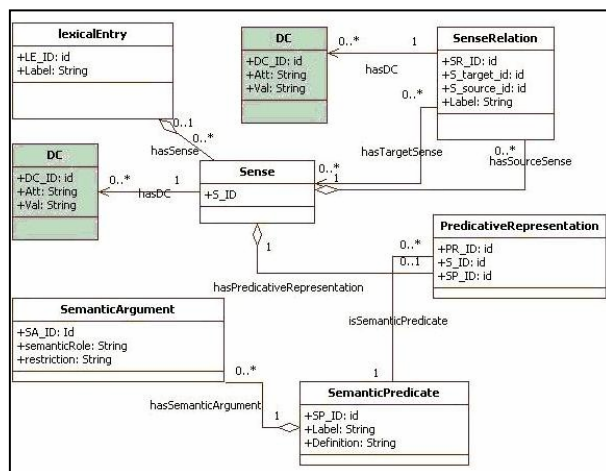 lexicalEntry
+LE_ID: id
+Label: String
DC
+DC_ID: id
+Att: String
+Val: String
0..*
1
hasDC
SenseRelation
+SR_ID: id
+S_target_id: id
+S_source_id: id
+Label: String
0..1
0..*
hasSense
0..*
hasTargetSense
0..*
hasSourceSense
DC
+DC_ID: id
+Att: String
+Val: String
0..*
1
hasDC
Sense
+S_ID
0..*
1
1
hasPredicativeRepresentation
PredicativeRepresentation
+PR_ID: id
+S_ID: id
+SP_ID: id
0..*
0..1
isSemanticPredicate
SemanticArgument
+SA_ID: Id
+semanticRole: String
+restriction: String
0..*
hasSemanticArgument
1
1
SemanticPredicate
+SP_ID: id
+Label: String
+Definition: String